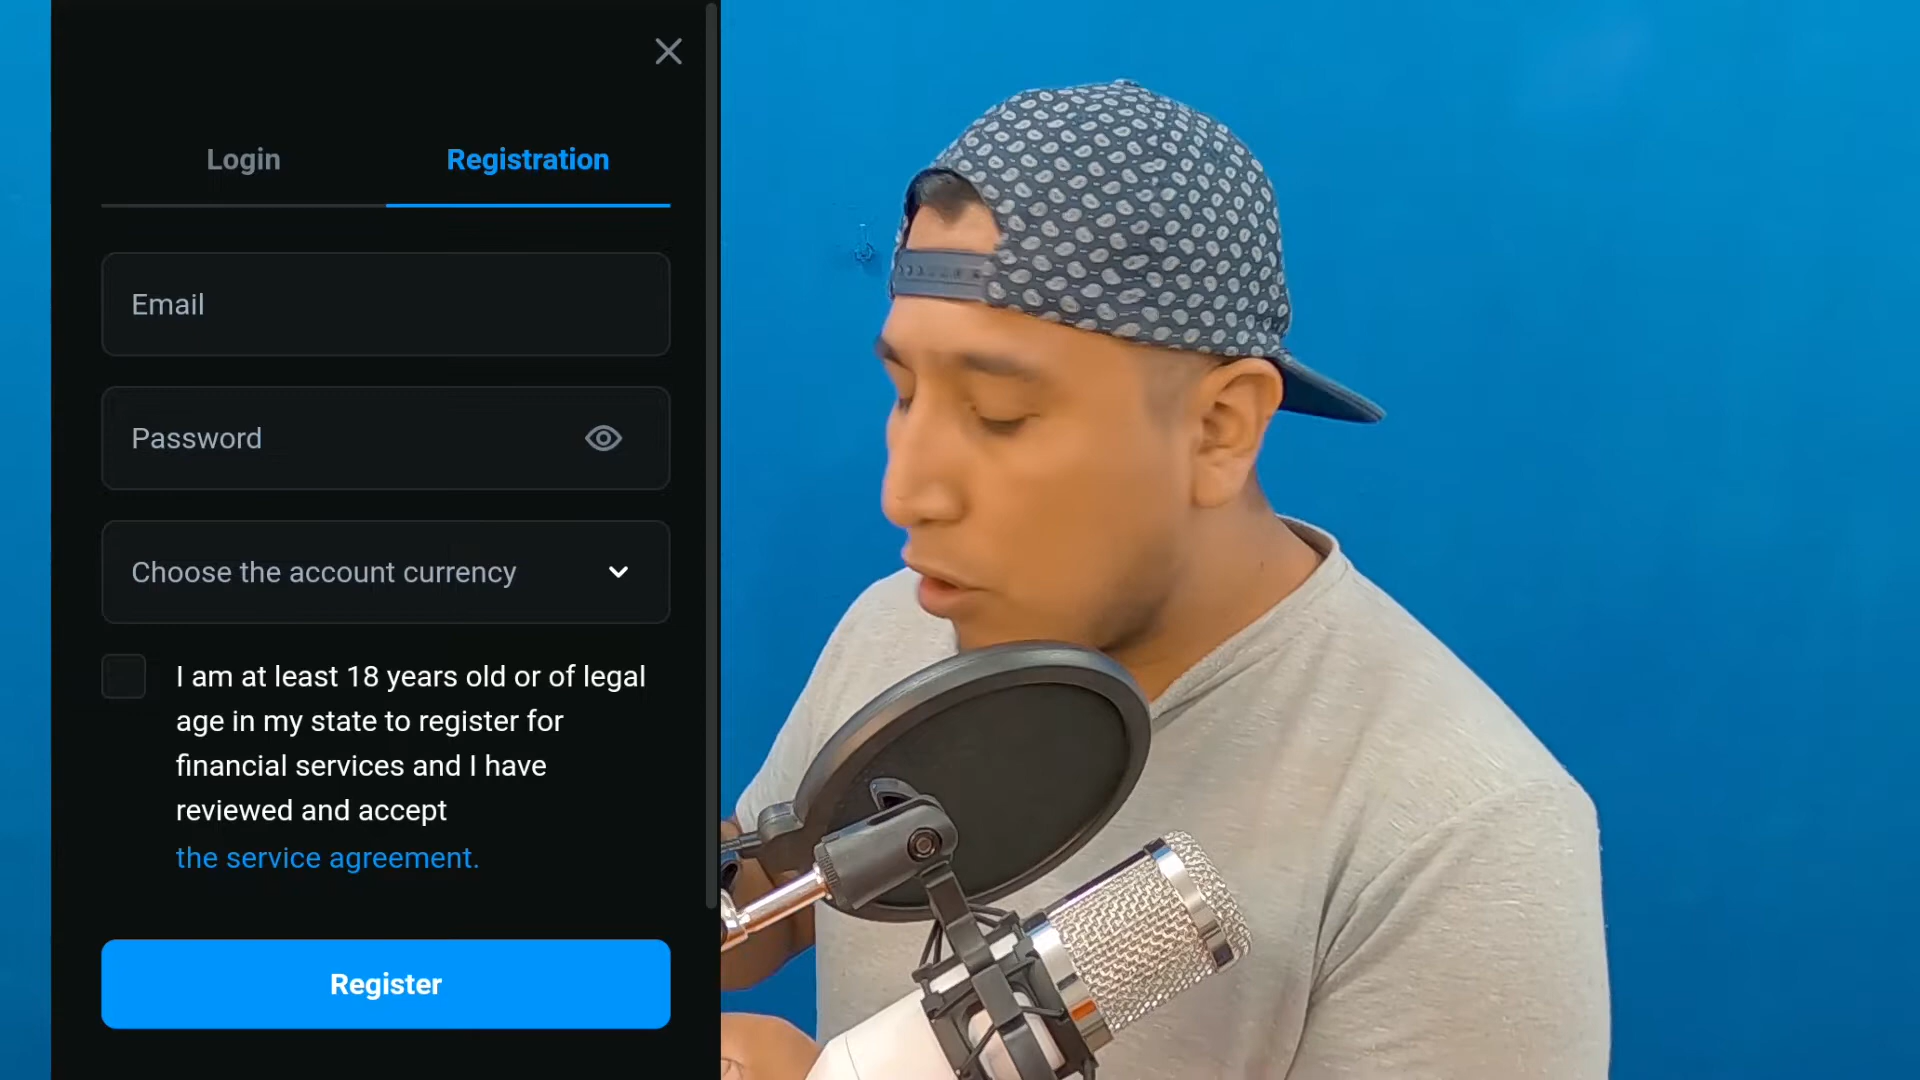 Login
Registration
Email
Password
Choose the account currency
I am at least 18 years old or of legal
age in my state to register for
financial services and I have
reviewed and accept
the service agreement.
Register